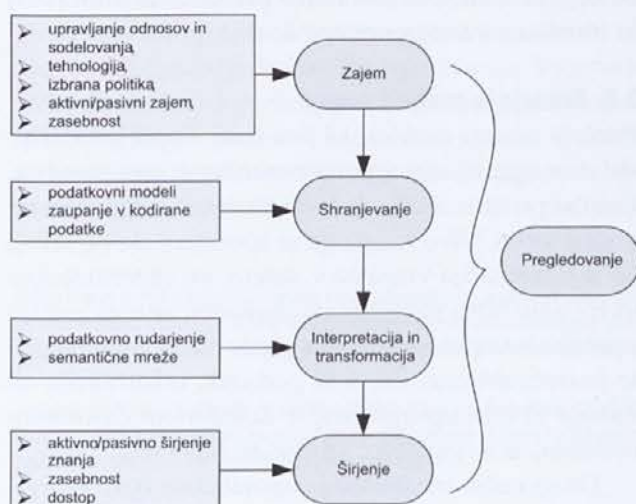 upravljanje odnosov in
sodelovanja,
tehnologija,
izbrana politika,
aktivni/pasivni zajem,
zasebnost
Zajem
podatkovni modeli
zaupanje v kodirane
podatke
Shranjevanje
Pregledovanje
podatkovno rudarjenje
semantične mreže
Interpretacija in
transformacija
aktivno/pasivno širjenje
znanja
zasebnost
dostop
Širjenje